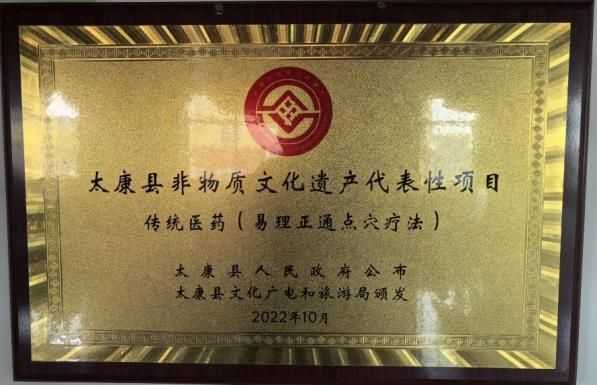 太康县非物质文化遗产代表性项目
传统医药(易理正通点穴疗法)
太康县人民政府公布
太康县文化广电和旅游局颁发
2022年10月